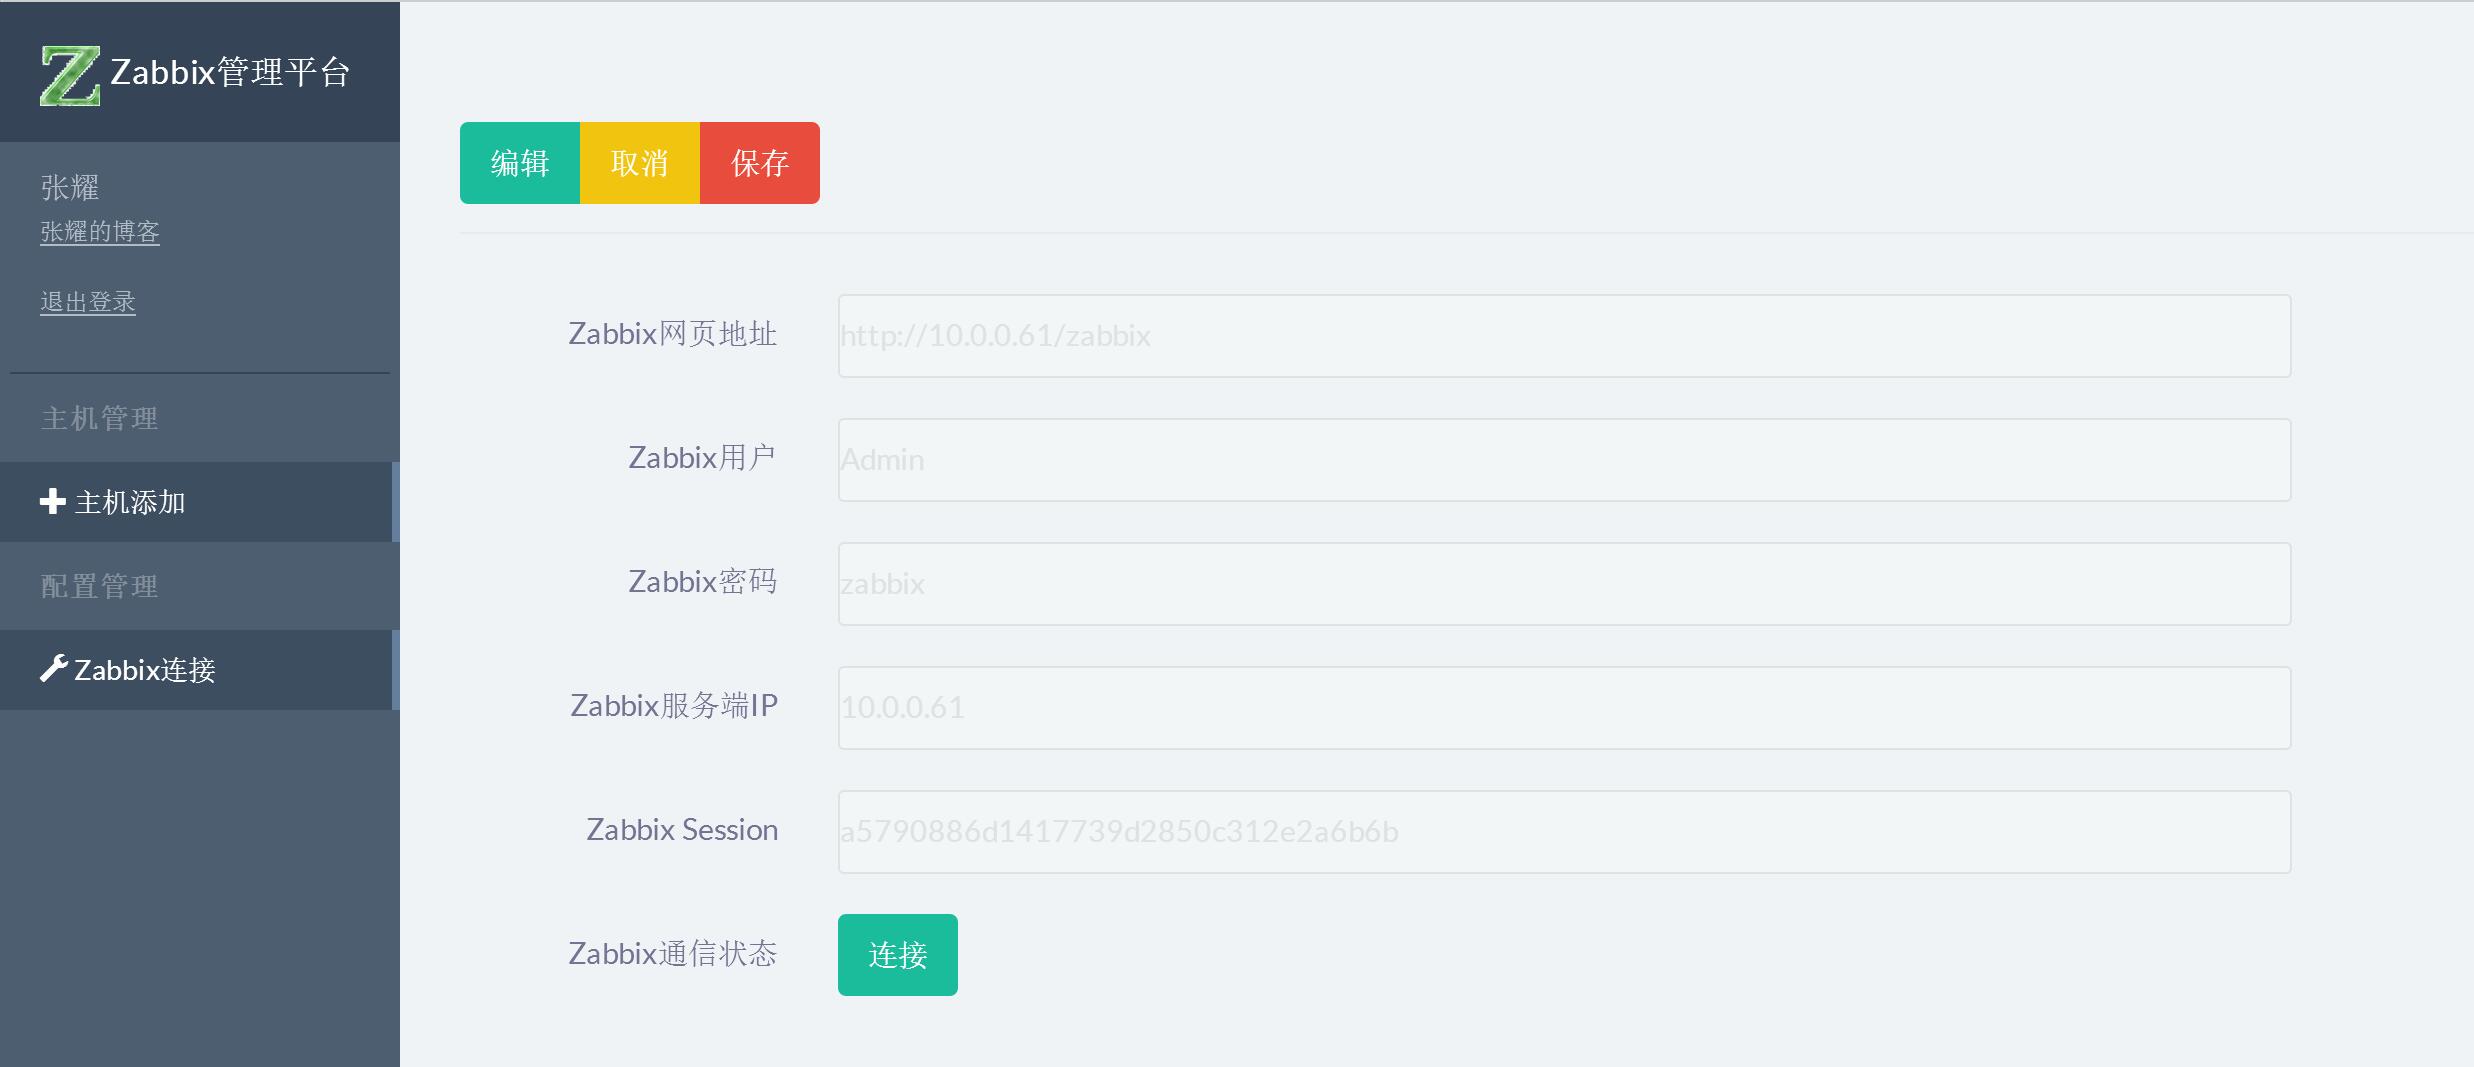 Zabbix管理平台
张耀
张耀的博客
退出登录
主机管理
主机添加
配置管理
Zabbix连接
编辑 取消 保存
Zabbix网页地址 http://10.0.0.61/zabbix
Zabbix用户 Admin
Zabbix密码 zabbix
Zabbix服务端IP 10.0.0.61
Zabbix Session a5790886d1417739d2850c312e2a6b6b
Zabbix通信状态 连接